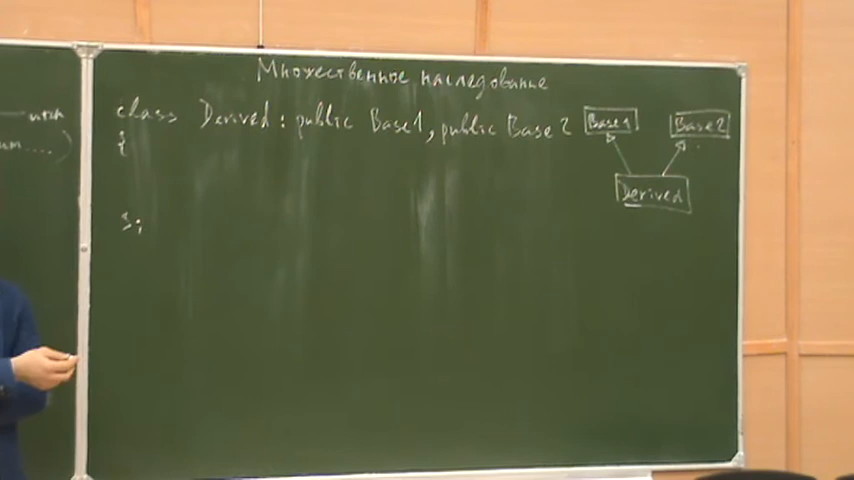 Множественное наследование
class Derived : public Base1, public Base2
{
};
Base1
Base2
Derived